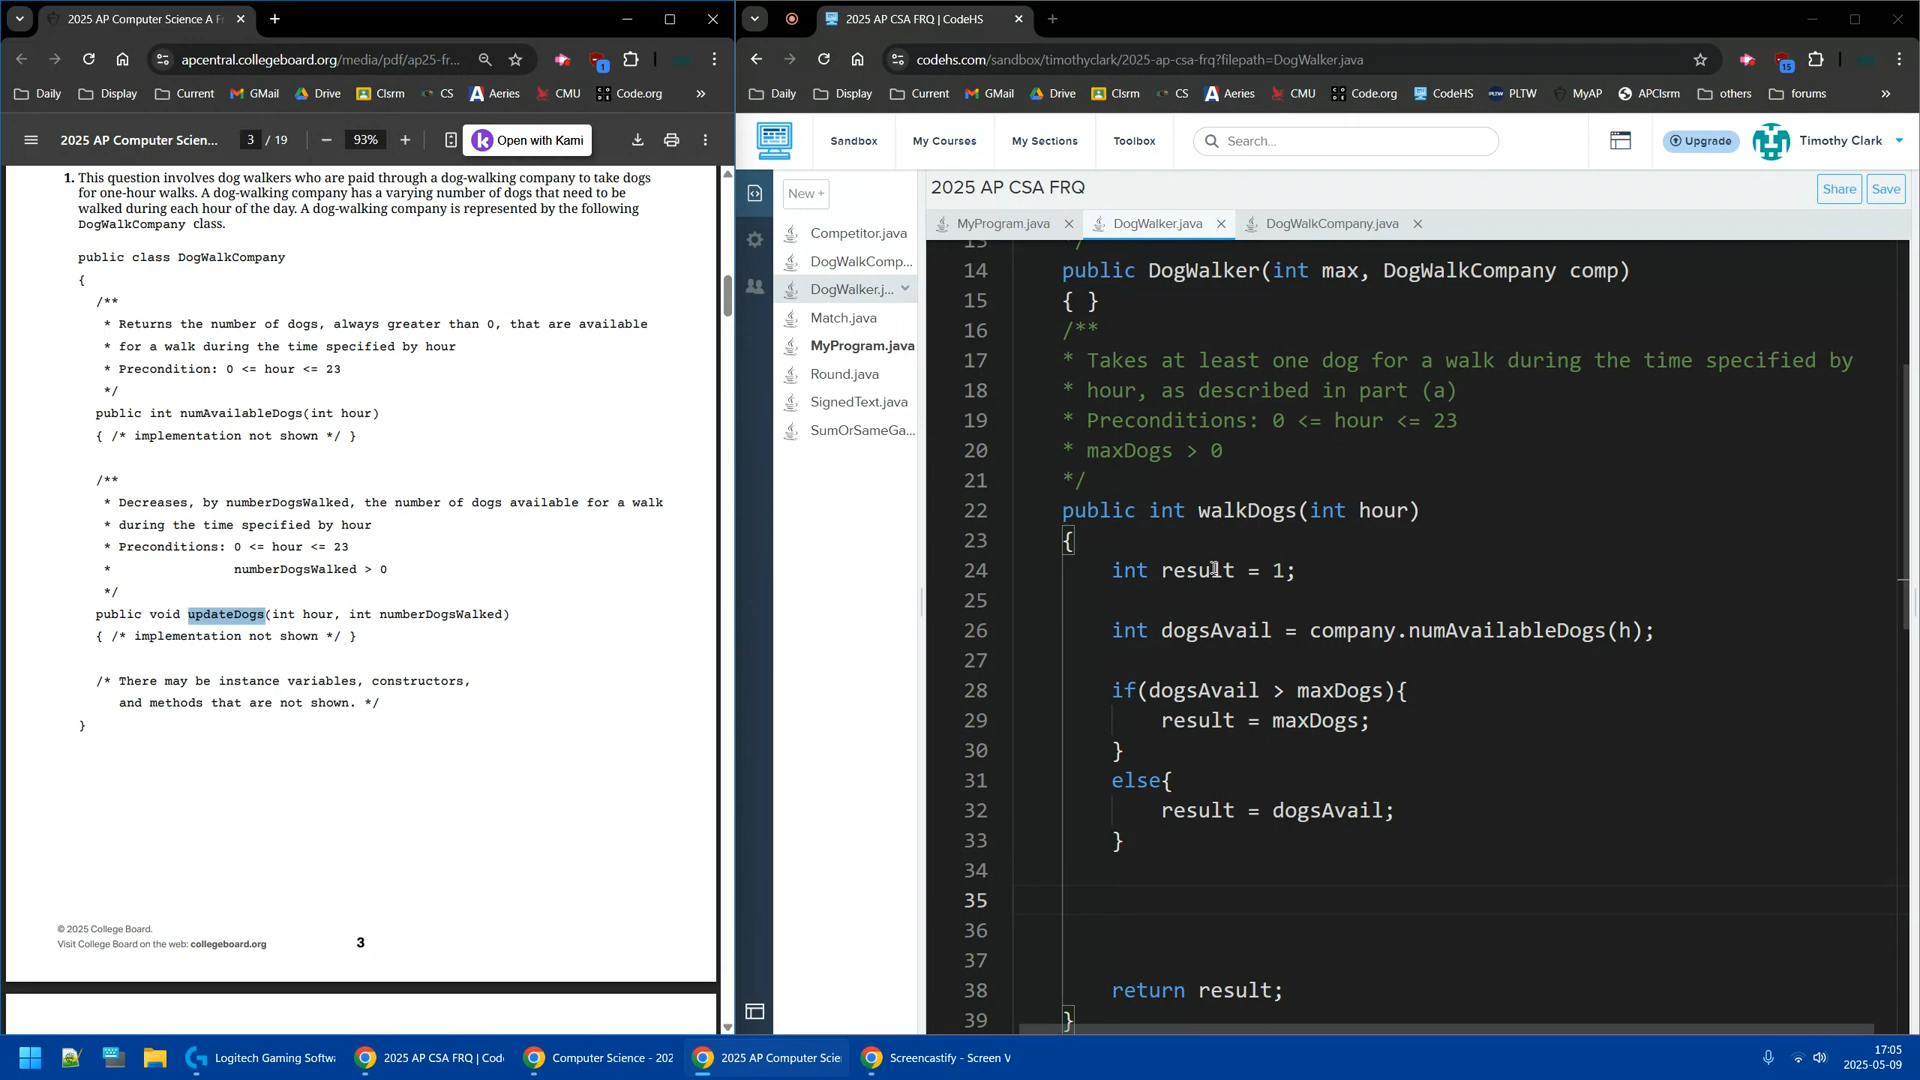 2025 AP Computer Science A F
apcentral.collegeboard.org/media/pdf/ap25-fr...
1
Daily
Display
Current
GMail
Drive
Clsrm
CS
Aeries
CMU
Code.org
»
2025 AP Computer Scien...
3 / 19
93%
Open with Kami
1. This question involves dog walkers who are paid through a dog-walking company to take dogs
for one-hour walks. A dog-walking company has a varying number of dogs that need to be
walked during each hour of the day. A dog-walking company is represented by the following
DogWalkCompany class.
public class DogWalkCompany
{
/**
* Returns the number of dogs, always greater than 0, that are available
* for a walk during the time specified by hour
* Precondition: 0 <= hour <= 23
*/
public int numAvailableDogs(int hour)
{ /* implementation not shown */ }
/**
* Decreases, by numberDogsWalked, the number of dogs available for a walk
* during the time specified by hour
* Preconditions: 0 <= hour <= 23
* numberDogsWalked > 0
*/
public void updateDogs(int hour, int numberDogsWalked)
{ /* implementation not shown */ }
/* There may be instance variables, constructors,
and methods that are not shown. */
}
© 2025 College Board.
Visit College Board on the web: collegeboard.org
3
2025 AP CSA FRQ | CodeHS
codehs.com/sandbox/timothyclark/2025-ap-csa-frq?filepath=DogWalker.java
15
Daily
Display
Current
GMail
Drive
Clsrm
CS
Aeries
CMU
Code.org
CodeHS
PLTW
MyAP
APClsrm
others
forums
»
Sandbox
My Courses
My Sections
Toolbox
Search...
Upgrade
Timothy Clark
New +
Competitor.java
DogWalkComp...
DogWalker.j...
Match.java
MyProgram.java
Round.java
SignedText.java
SumOrSameGa...
2025 AP CSA FRQ
Share
Save
MyProgram.java
DogWalker.java
DogWalkCompany.java
14 public DogWalker(int max, DogWalkCompany comp)
15 { }
16 /**
17 * Takes at least one dog for a walk during the time specified by
18 * hour, as described in part (a)
19 * Preconditions: 0 <= hour <= 23
20 * maxDogs > 0
21 */
22 public int walkDogs(int hour)
23 {
24 int result = 1;
25
26 int dogsAvail = company.numAvailableDogs(h);
27
28 if(dogsAvail > maxDogs){
29 result = maxDogs;
30 }
31 else{
32 result = dogsAvail;
33 }
34
35
36
37
38 return result;
39 }
Logitech Gaming Softw
2025 AP CSA FRQ | Cod
Computer Science - 202
2025 AP Computer Scie
Screencastify - Screen V
17:05
2025-05-09